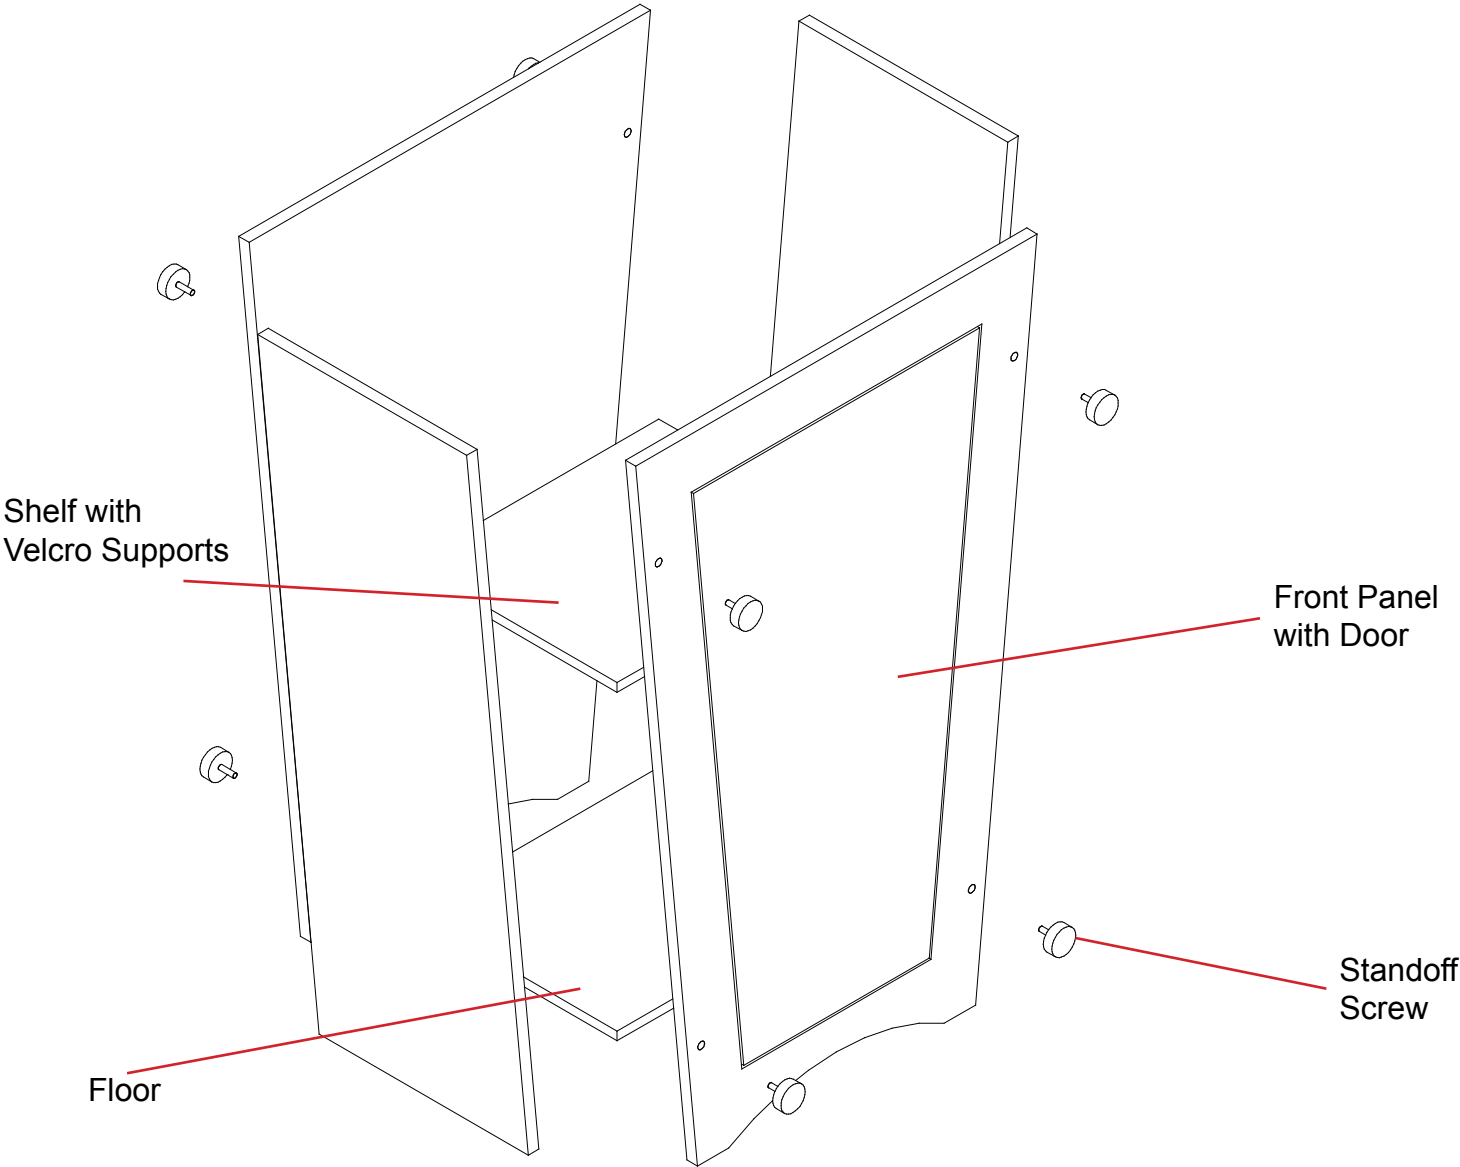 Shelf with
Velcro Supports
Front Panel
with Door
Standoff
Screw
Floor